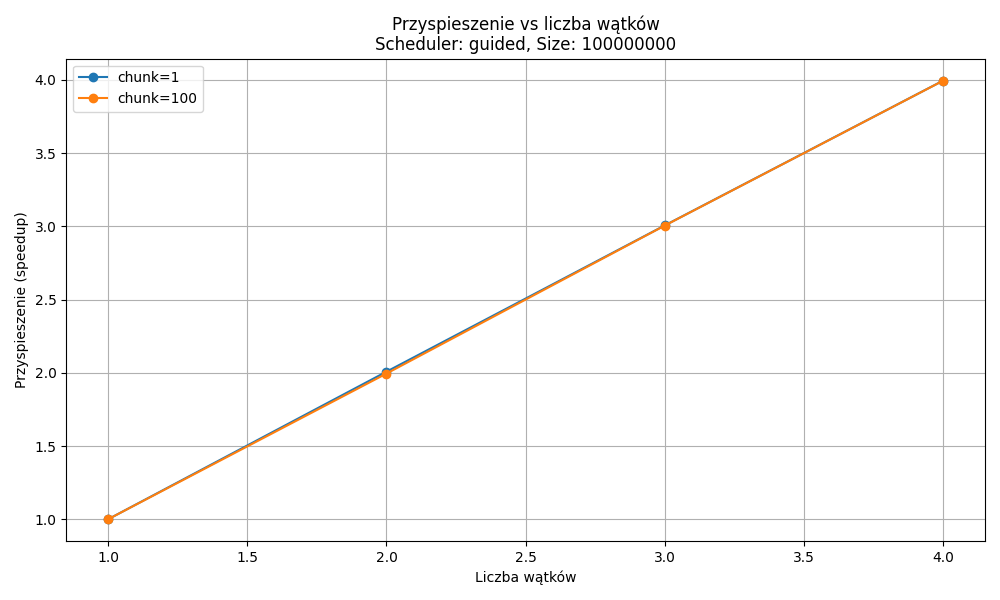 Przyspieszenie vs liczba wątków
Scheduler: guided, Size: 100000000
chunk=1
chunk=100
Przyspieszenie (speedup)
4.0
3.5
3.0
2.5
2.0
1.5
1.0
1.0 1.5 2.0 2.5 3.0 3.5 4.0
Liczba wątków